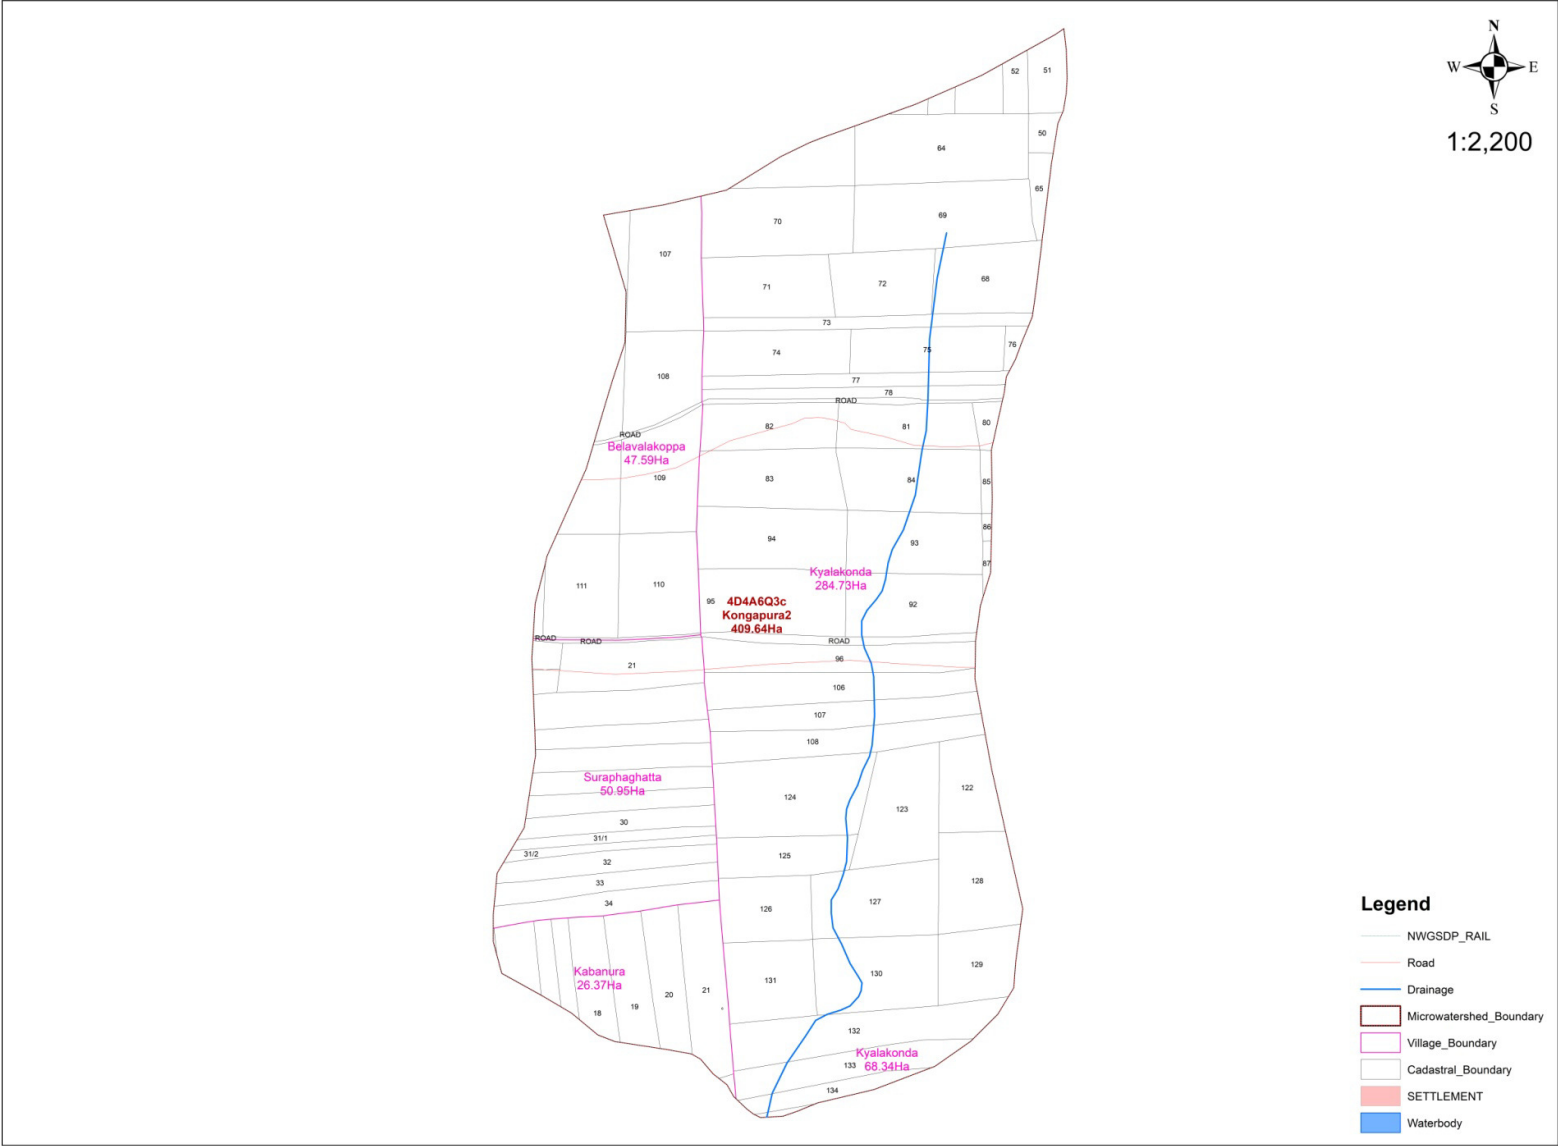 N
W E
S
1:2,200
52 51
50
64
65
70 69
107
71 72 68
73
74 75 76
108 77
78
ROAD
82 81 80
ROAD
Belavalakoppa
47.59Ha
109 83 84 85
86
94 93
87
Kyalakonda
284.73Ha
111 110
95 92
4D4A6Q3c
Kongapura2
409.64Ha
ROAD ROAD ROAD
21 96
106
107
108
Suraphaghatta
50.95Ha
124 123 122
30
31/1
31/2
32 125
33
34
126 127 128
Kabanura
26.37Ha
131 130 129
18 19 20 21
132
Kyalakonda
68.34Ha
133
134
Legend
NWGSDP_RAIL
Road
Drainage
Microwatershed_Boundary
Village_Boundary
Cadastral_Boundary
SETTLEMENT
Waterbody